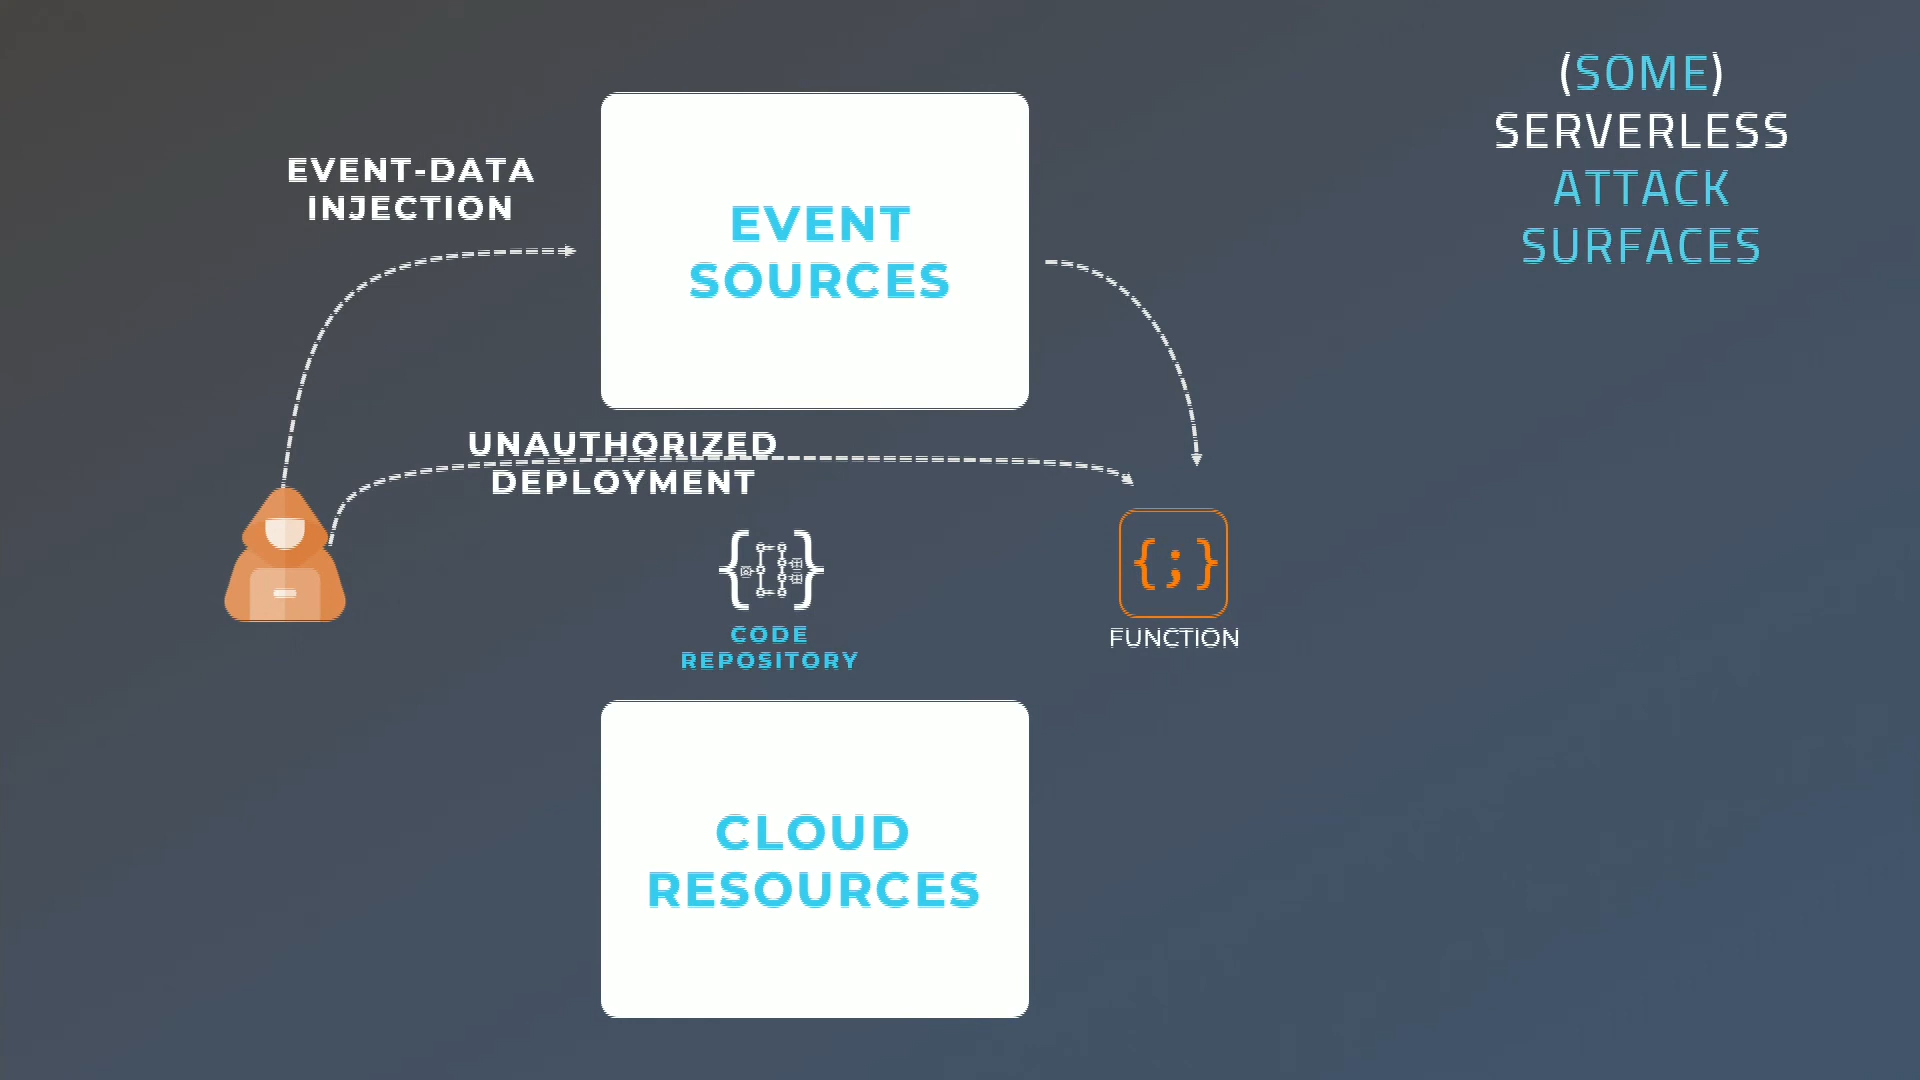 (SOME)
SERVERLESS
ATTACK
SURFACES
EVENT-DATA
INJECTION
EVENT
SOURCES
UNAUTHORIZED
DEPLOYMENT
{;}
CODE
REPOSITORY
FUNCTION
CLOUD
RESOURCES